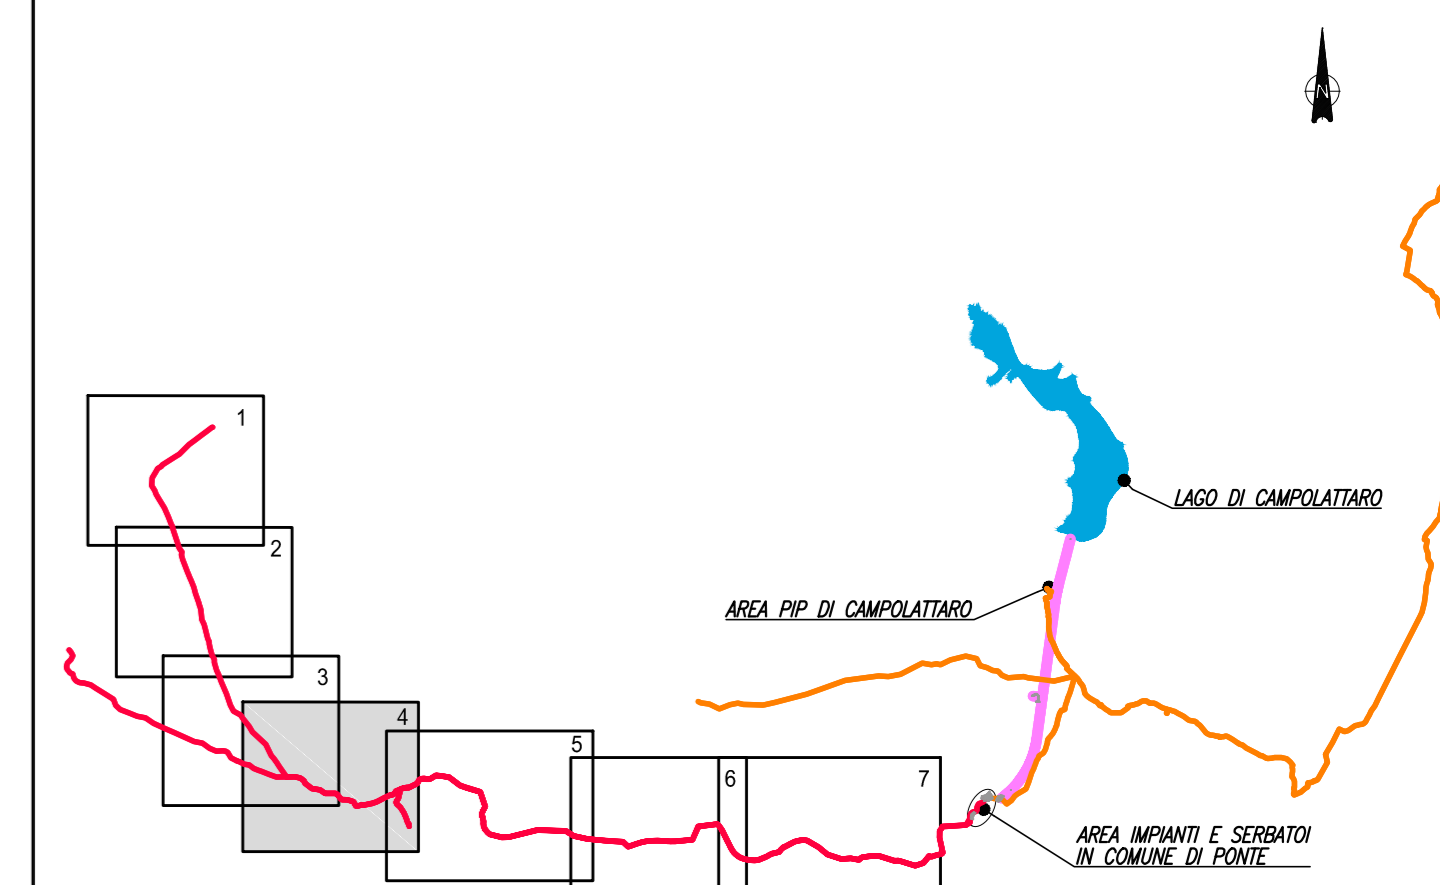 N
1
2
3
4
5
6
7
LAGO DI CAMPOLATTARO
AREA PIP DI CAMPOLATTARO
AREA IMPIANTI E SERBATOI
IN COMUNE DI PONTE